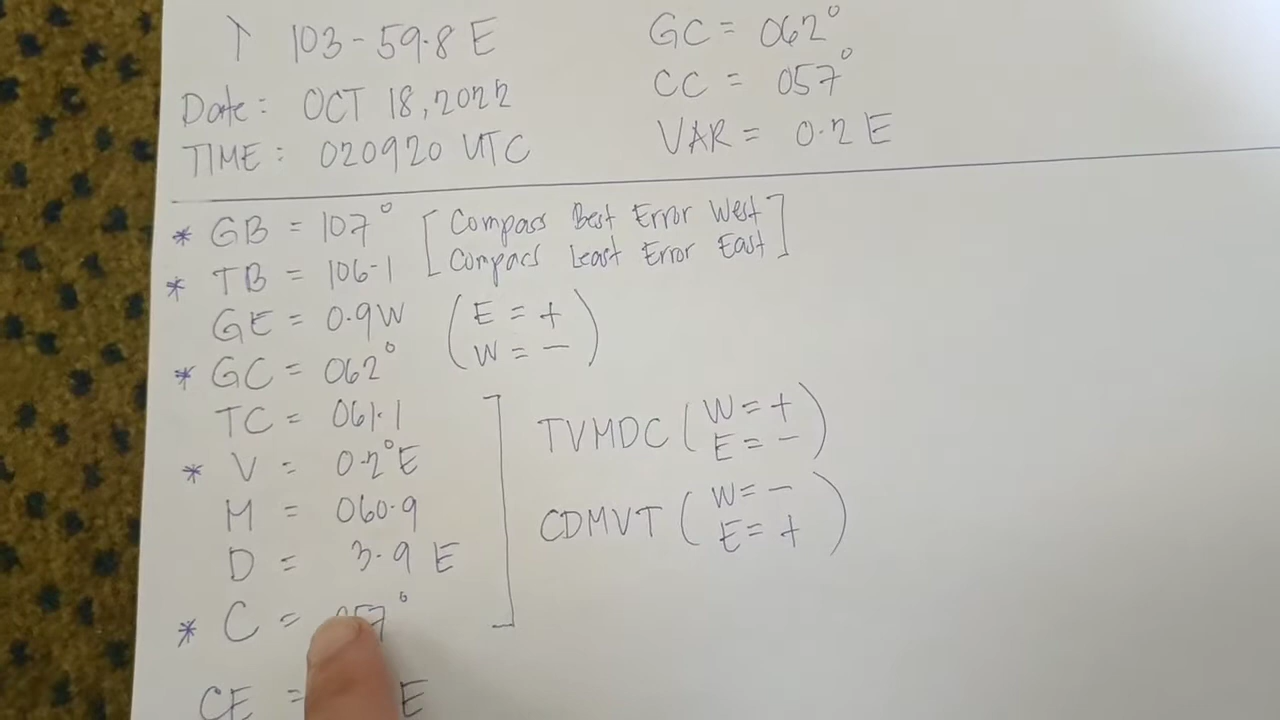 λ 103-59.8 E
GC = 062°
CC = 057°
Date: OCT 18, 2022
TIME: 020920 UTC
VAR = 0.2 E
* GB = 107° [Compass Best Error West
* TB = 106.1 Compass Least Error East]
GE = 0.9W (E = +
W = -)
* GC = 062°
TC = 061.1
* V = 0.2°E
M = 060.9
D = 3.9 E
* C = 057°
TVMDC (W = +
E = -)
CDMVT (W = -
E = +)
CE = E